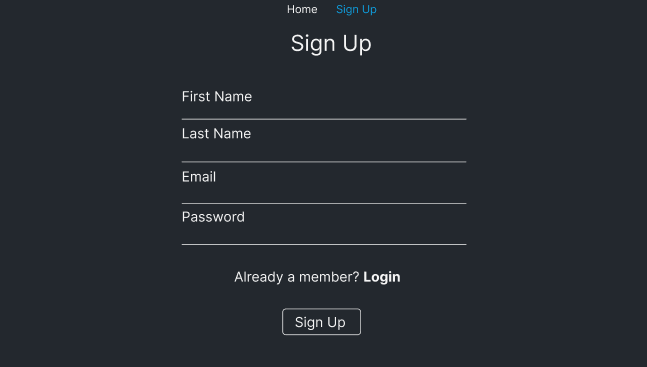 Home Sign Up
Sign Up
First Name
Last Name
Email
Password
Already a member? Login
Sign Up